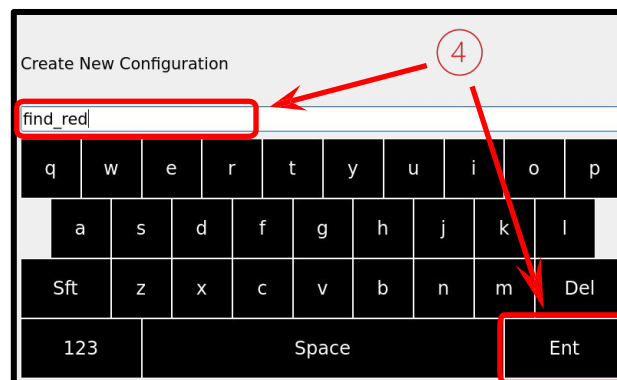 ④
Create New Configuration
find_red
q w e r t y u i o p
a s d f g h j k l
Sft z x c v b n m Del
123 Space Ent